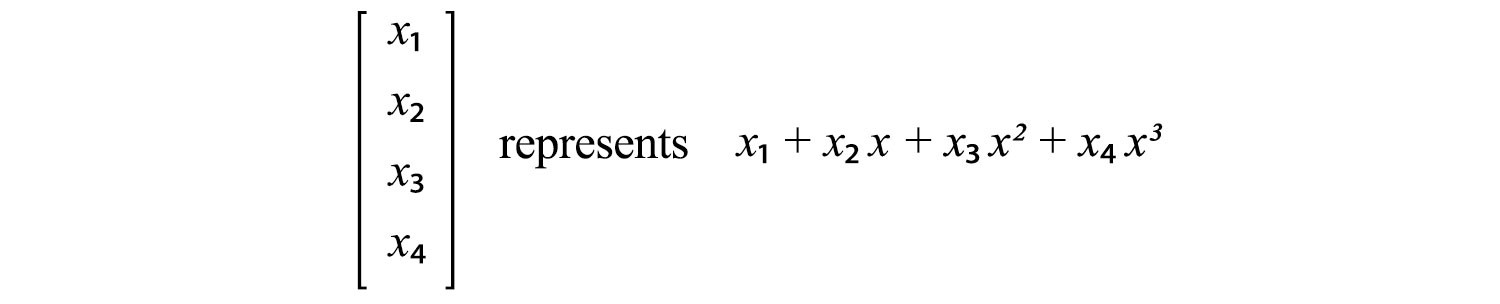 x₁
x₂
represents x₁ + x₂ x + x₃ x² + x₄ x³
x₃
x₄